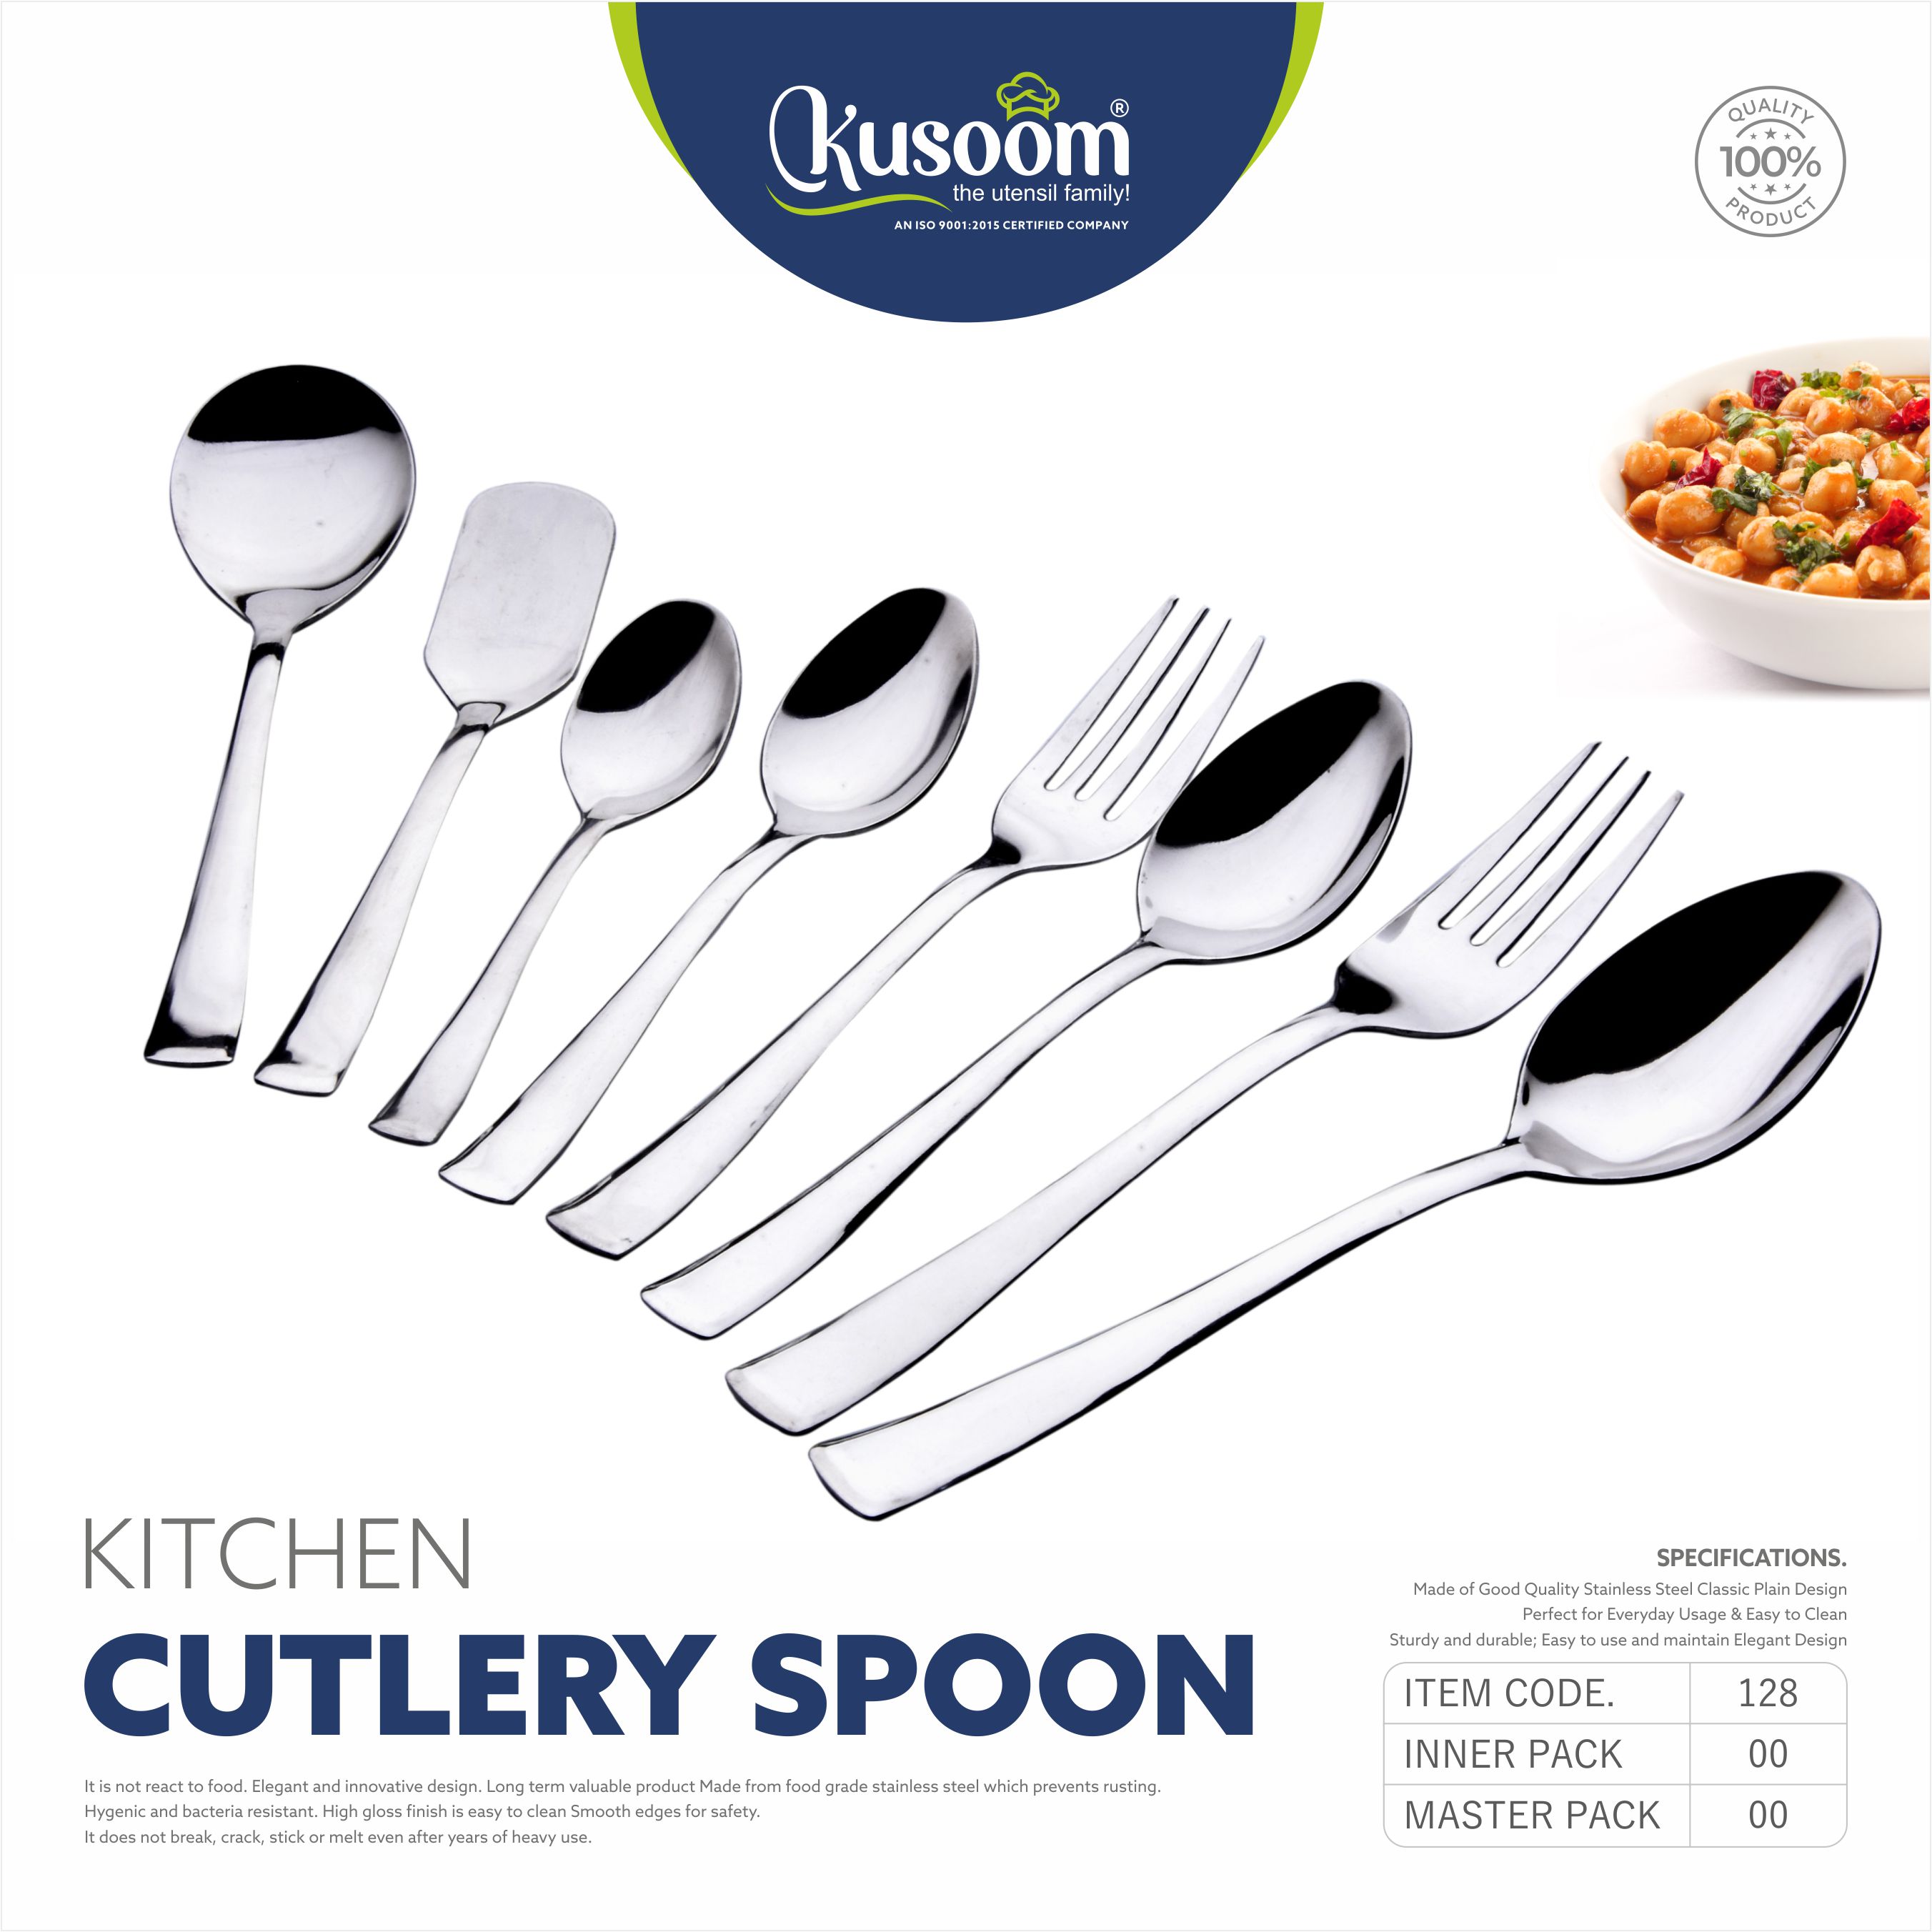 Kusoom®
the utensil family!
AN ISO 9001:2015 CERTIFIED COMPANY
QUALITY
100%
PRODUCT
KITCHEN
CUTLERY SPOON
It is not react to food. Elegant and innovative design. Long term valuable product Made from food grade stainless steel which prevents rusting.
Hygenic and bacteria resistant. High gloss finish is easy to clean Smooth edges for safety.
It does not break, crack, stick or melt even after years of heavy use.
SPECIFICATIONS.
Made of Good Quality Stainless Steel Classic Plain Design
Perfect for Everyday Usage & Easy to Clean
Sturdy and durable; Easy to use and maintain Elegant Design
ITEM CODE. 128
INNER PACK 00
MASTER PACK 00